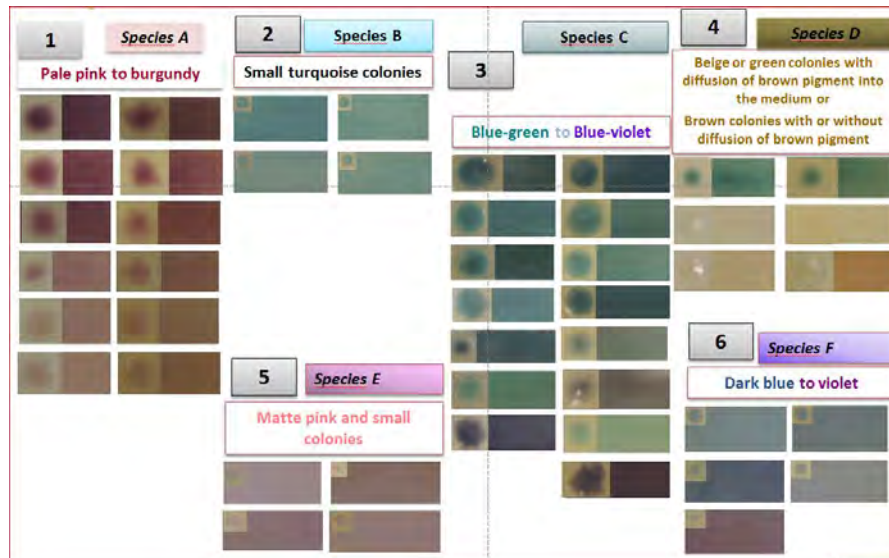 1
Species A
Pale pink to burgundy
2
Species B
Small turquoise colonies
3
Species C
Blue-green to Blue-violet
4
Species D
Beige or green colonies with
diffusion of brown pigment into
the medium or
Brown colonies with or without
diffusion of brown pigment
5
Species E
Matte pink and small
colonies
6
Species F
Dark blue to violet